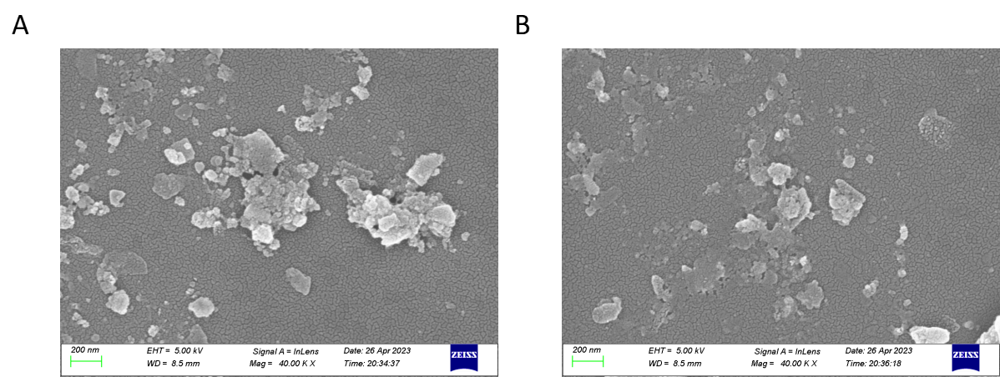 A
B
200 nm EHT = 5.00 kV Signal A = InLens Date: 26 Apr 2023
WD = 8.5 mm Mag = 40.00 K X Time: 20:34:37
ZEISS
200 nm EHT = 5.00 kV Signal A = InLens Date: 26 Apr 2023
WD = 8.5 mm Mag = 40.00 K X Time: 20:36:18
ZEISS